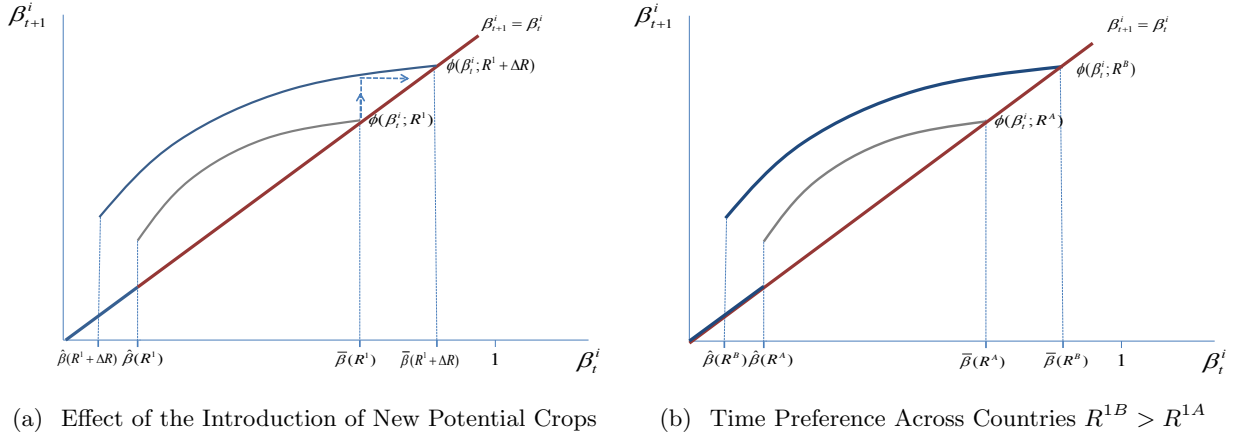 β^i_{t+1}
β^i_{t+1} = β^i_t
ϕ(β^i_t; R^1 + ΔR)
ϕ(β^i_t; R^1)
β̂(R^1 + ΔR) β̂(R^1) β̅(R^1) β̅(R^1 + ΔR) 1 β^i_t
(a) Effect of the Introduction of New Potential Crops
β^i_{t+1}
β^i_{t+1} = β^i_t
ϕ(β^i_t; R^B)
ϕ(β^i_t; R^A)
β̂(R^B) β̂(R^A) β̅(R^A) β̅(R^B) 1 β^i_t
(b) Time Preference Across Countries R^{1B} > R^{1A}